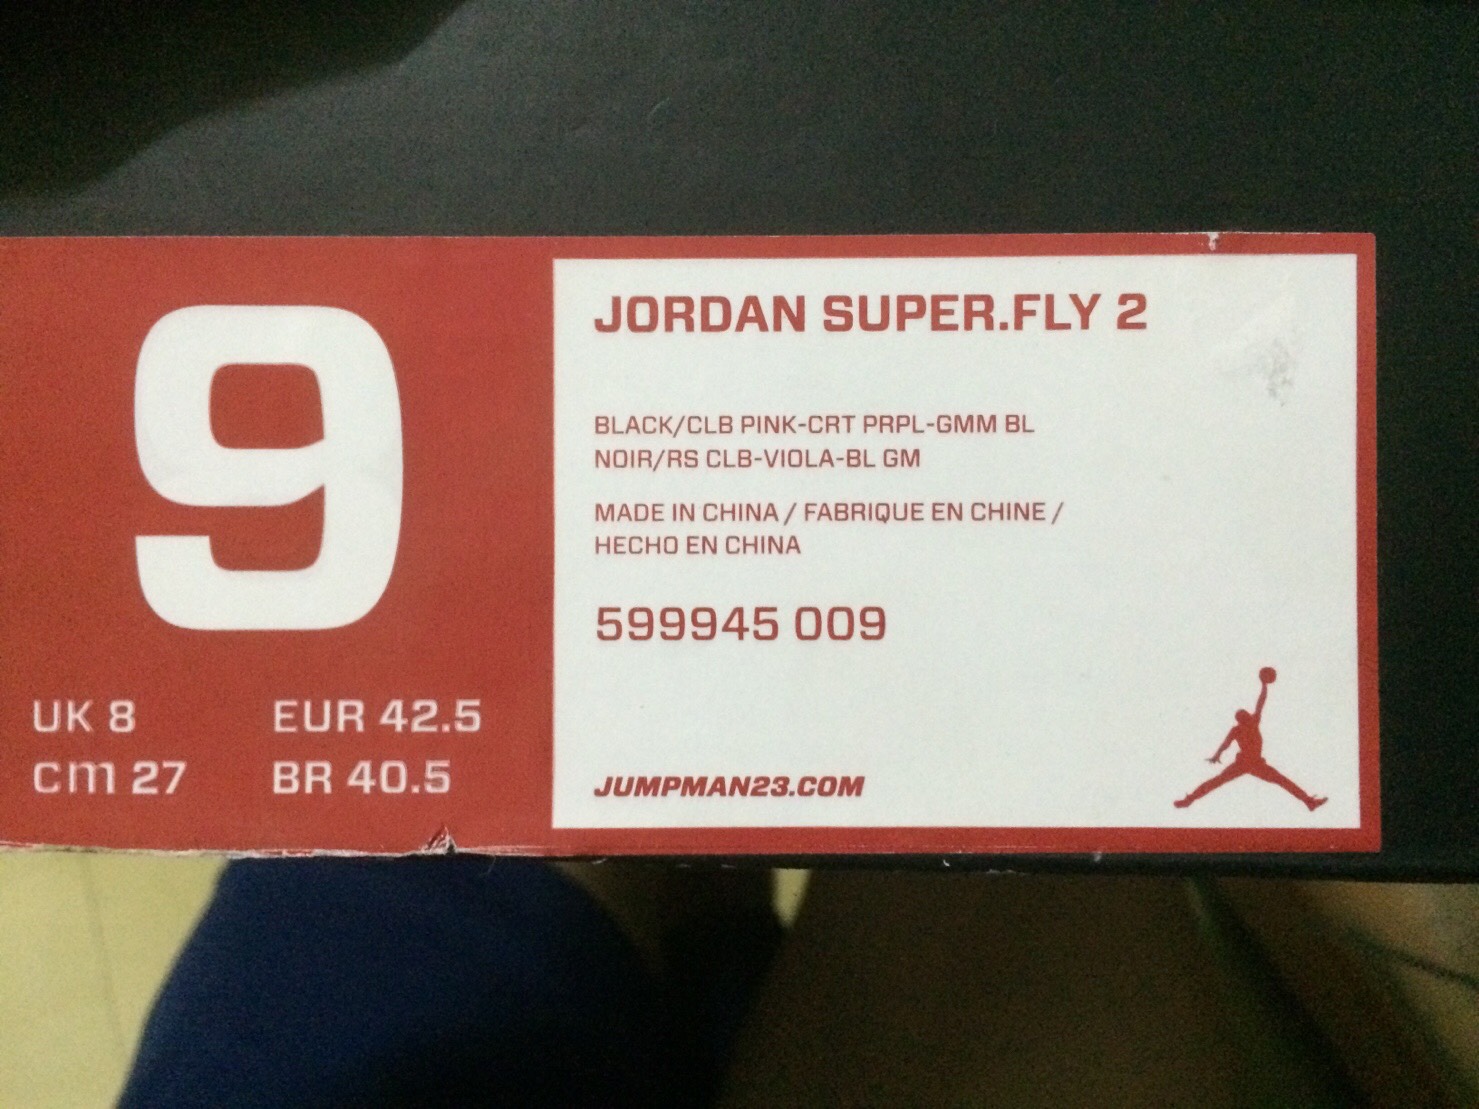 9
UK 8 EUR 42.5
cm 27 BR 40.5
JORDAN SUPER.FLY 2
BLACK/CLB PINK-CRT PRPL-GMM BL
NOIR/RS CLB-VIOLA-BL GM
MADE IN CHINA / FABRIQUE EN CHINE /
HECHO EN CHINA
599945 009
JUMPMAN23.COM